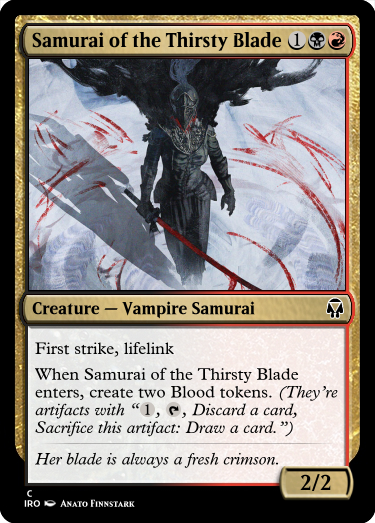 Samurai of the Thirsty Blade 1BR
Creature — Vampire Samurai
First strike, lifelink
When Samurai of the Thirsty Blade
enters, create two Blood tokens. (They're
artifacts with “1, T, Discard a card,
Sacrifice this artifact: Draw a card.”)
Her blade is always a fresh crimson.
2/2
C
IRO Anato Finnstark